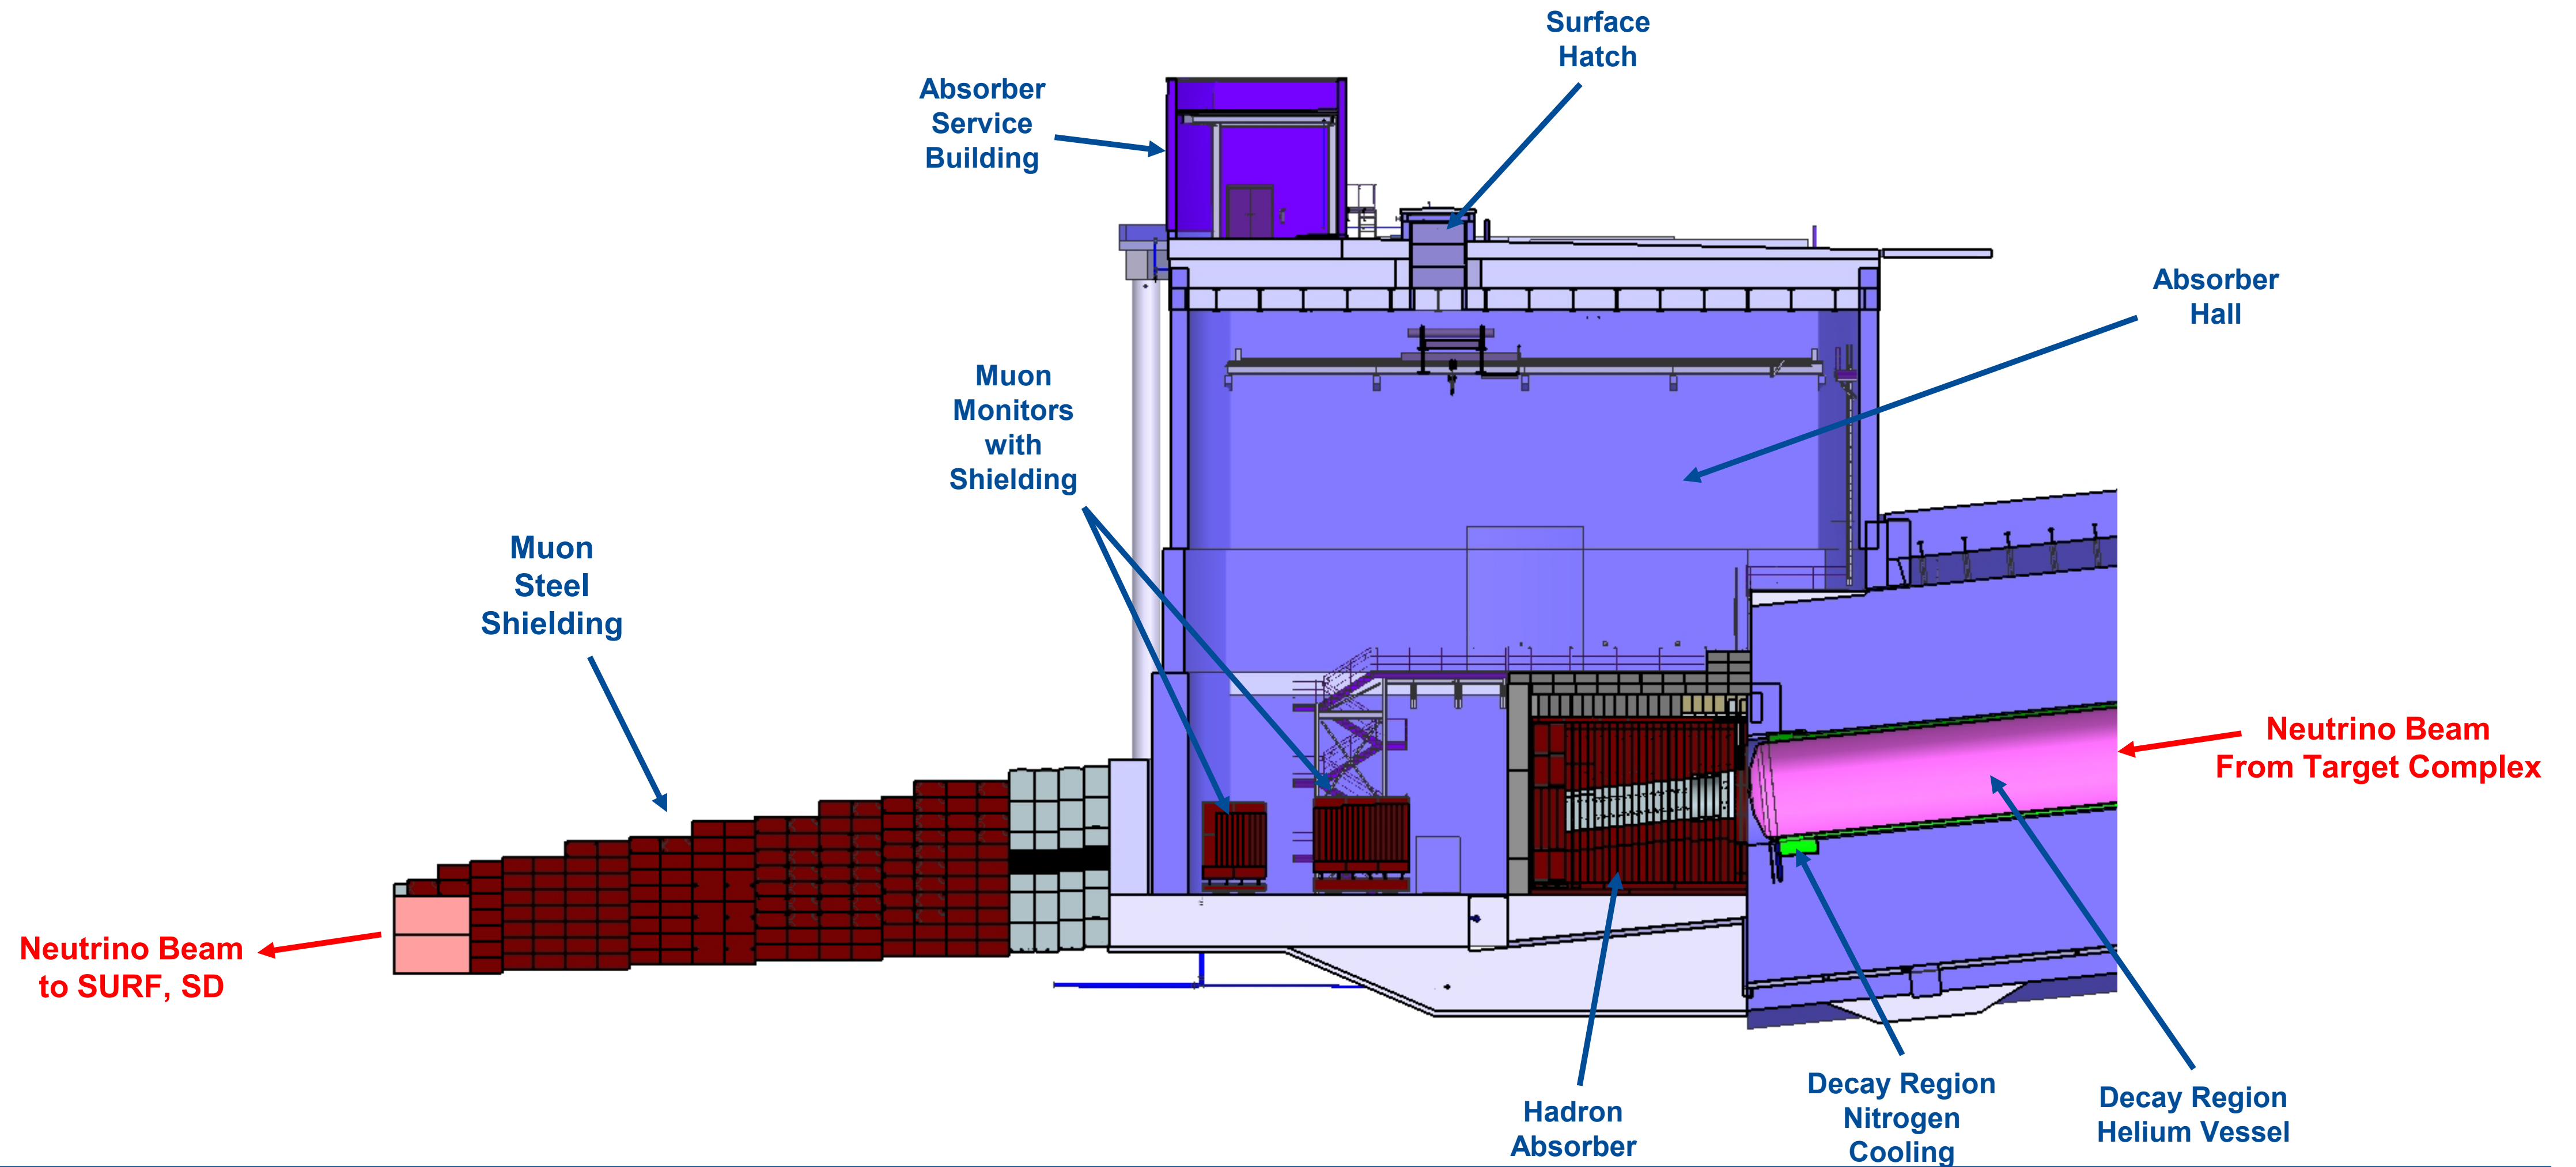 Surface
Hatch
Absorber
Service
Building
Absorber
Hall
Muon
Monitors
with
Shielding
Muon
Steel
Shielding
Neutrino Beam
From Target Complex
Neutrino Beam
to SURF, SD
Hadron
Absorber
Decay Region
Nitrogen
Cooling
Decay Region
Helium Vessel